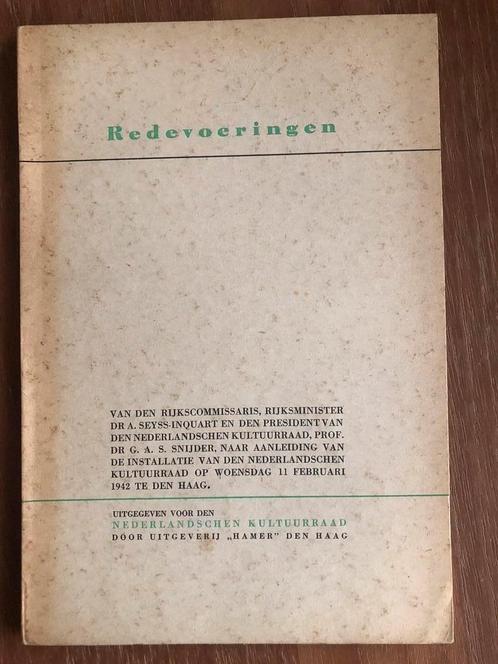 Redevoeringen
VAN DEN RIJKSCOMMISSARIS, RIJKSMINISTER
DR A. SEYSS-INQUART EN DEN PRESIDENT VAN
DEN NEDERLANDSCHEN KULTUURRAAD, PROF.
DR G. A. S. SNIJDER, NAAR AANLEIDING VAN
DE INSTALLATIE VAN DEN NEDERLANDSCHEN
KULTUURRAAD OP WOENSDAG 11 FEBRUARI
1942 TE DEN HAAG.
UITGEGEVEN VOOR DEN
NEDERLANDSCHEN KULTUURRAAD
DOOR UITGEVERIJ „HAMER" DEN HAAG